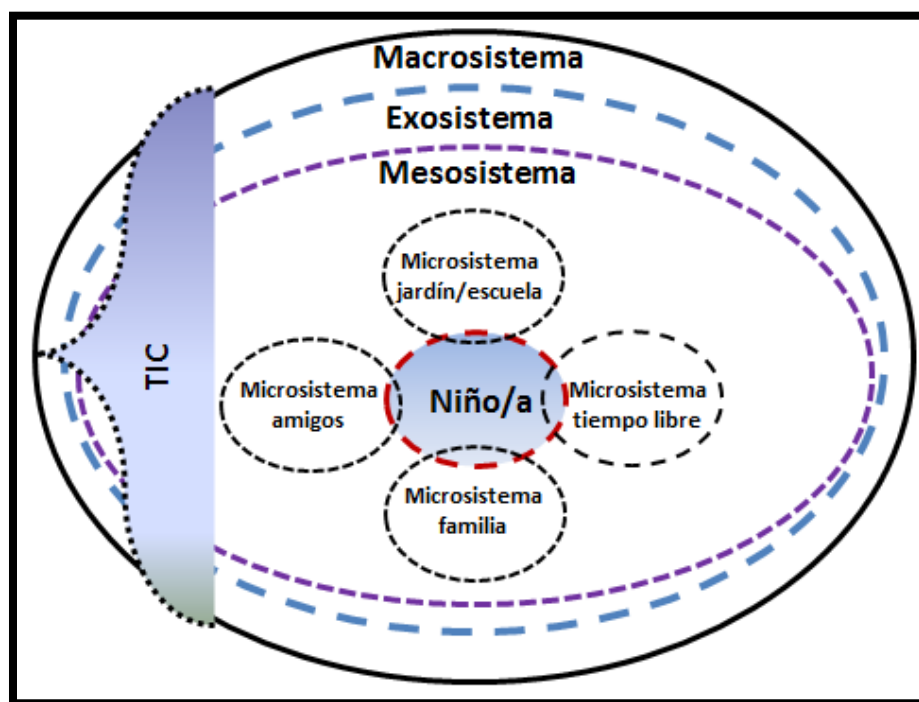 Macrosistema
Exosistema
Mesosistema
Microsistema
jardín/escuela
TIC
Microsistema
amigos
Niño/a
Microsistema
tiempo libre
Microsistema
familia